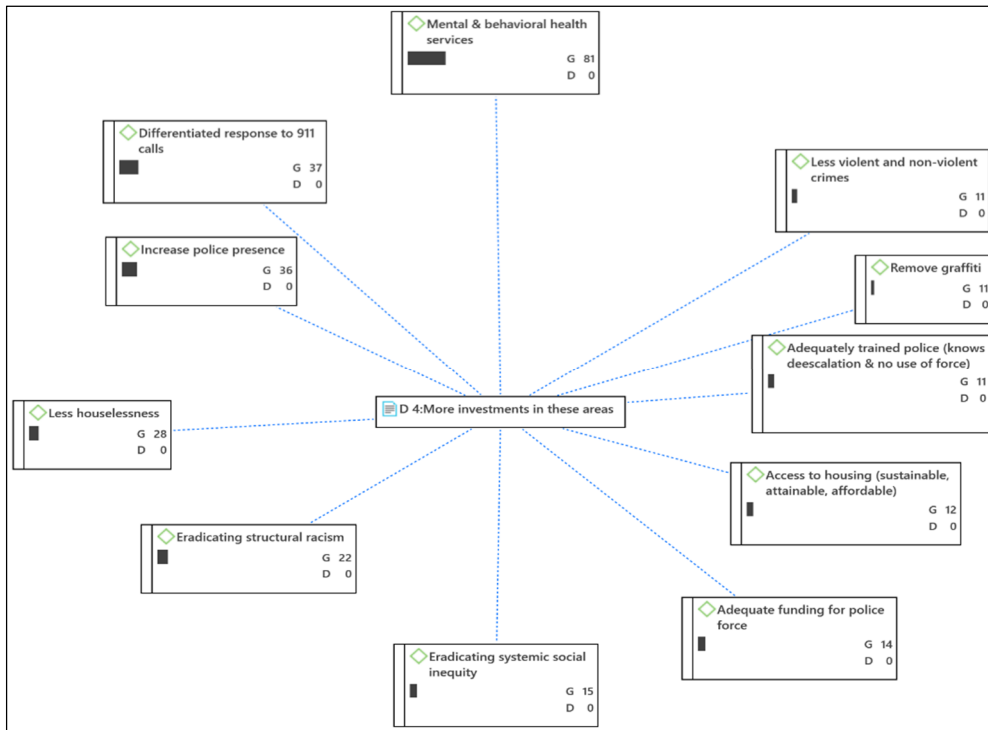 Mental & behavioral health
services
G 81
D 0
Differentiated response to 911
calls
G 37
D 0
Less violent and non-violent
crimes
G 11
D 0
Increase police presence
G 36
D 0
Remove graffiti
G 11
D 0
Adequately trained police (knows
deescalation & no use of force)
G 11
D 0
D 4:More investments in these areas
Less houselessness
G 28
D 0
Access to housing (sustainable,
attainable, affordable)
G 12
D 0
Eradicating structural racism
G 22
D 0
Adequate funding for police
force
G 14
D 0
Eradicating systemic social
inequity
G 15
D 0